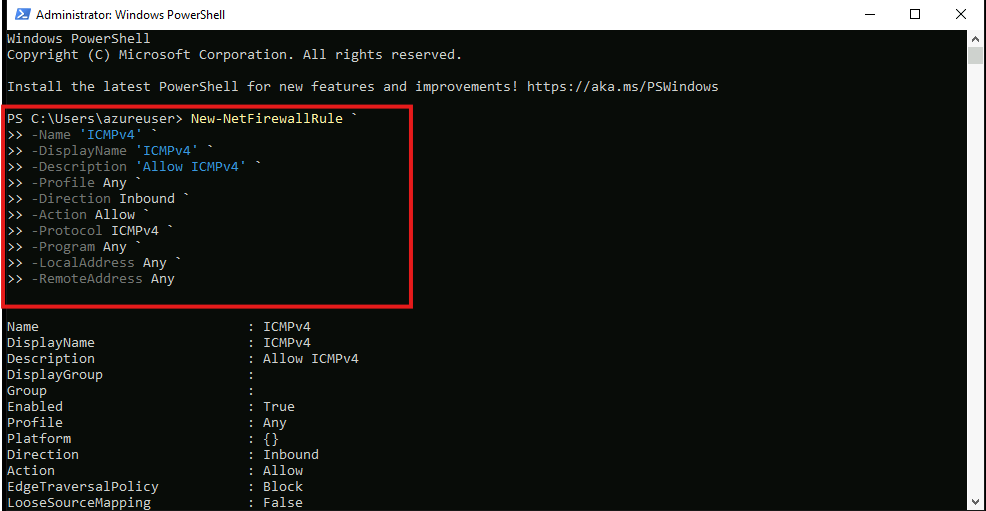 Administrator: Windows PowerShell
Windows PowerShell
Copyright (C) Microsoft Corporation. All rights reserved.
Install the latest PowerShell for new features and improvements! https://aka.ms/PSWindows
PS C:\Users\azureuser> New-NetFirewallRule `
>> -Name 'ICMPv4' `
>> -DisplayName 'ICMPv4' `
>> -Description 'Allow ICMPv4' `
>> -Profile Any `
>> -Direction Inbound `
>> -Action Allow `
>> -Protocol ICMPv4 `
>> -Program Any `
>> -LocalAddress Any `
>> -RemoteAddress Any
Name : ICMPv4
DisplayName : ICMPv4
Description : Allow ICMPv4
DisplayGroup :
Group :
Enabled : True
Profile : Any
Platform : {}
Direction : Inbound
Action : Allow
EdgeTraversalPolicy : Block
LooseSourceMapping : False